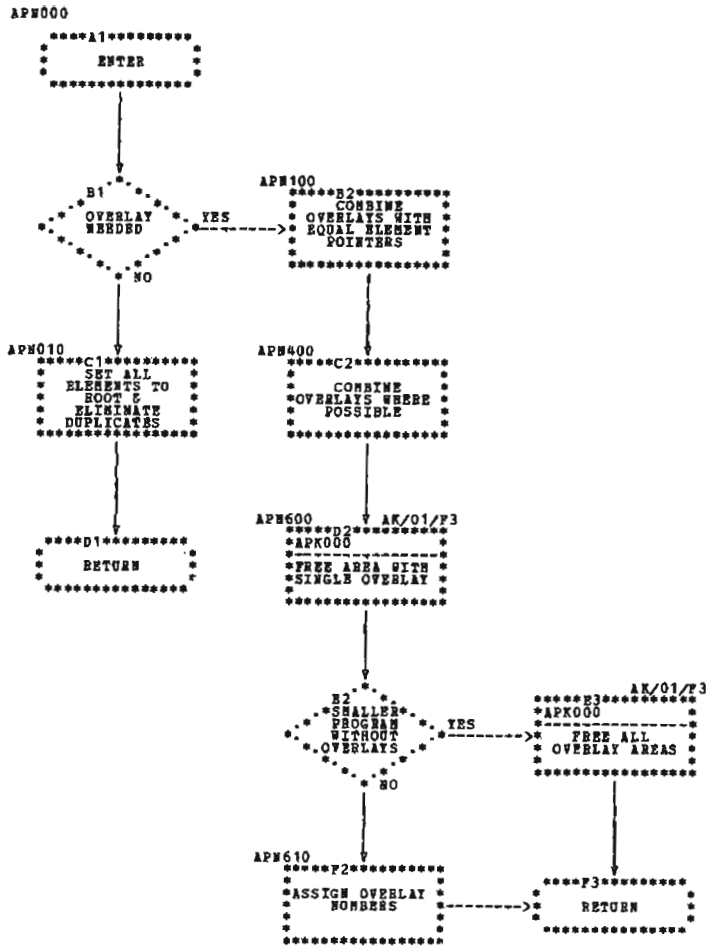 APN000
A1
ENTER
B1
OVERLAY
NEEDED
YES
NO
APN100
B2
COMBINE
OVERLAYS WITH
EQUAL ELEMENT
POINTERS
APN010
C1
SET ALL
ELEMENTS TO
ROOT &
ELIMINATE
DUPLICATES
APN400
C2
COMBINE
OVERLAYS WHERE
POSSIBLE
D1
RETURN
APN600
AK/01/F3
D2
APK000
FREE AREA WITH
SINGLE OVERLAY
E2
SMALLER
PROGRAM
WITHOUT
OVERLAYS
YES
NO
AK/01/F3
E3
APK000
FREE ALL
OVERLAY AREAS
APN610
F2
ASSIGN OVERLAY
NUMBERS
F3
RETURN